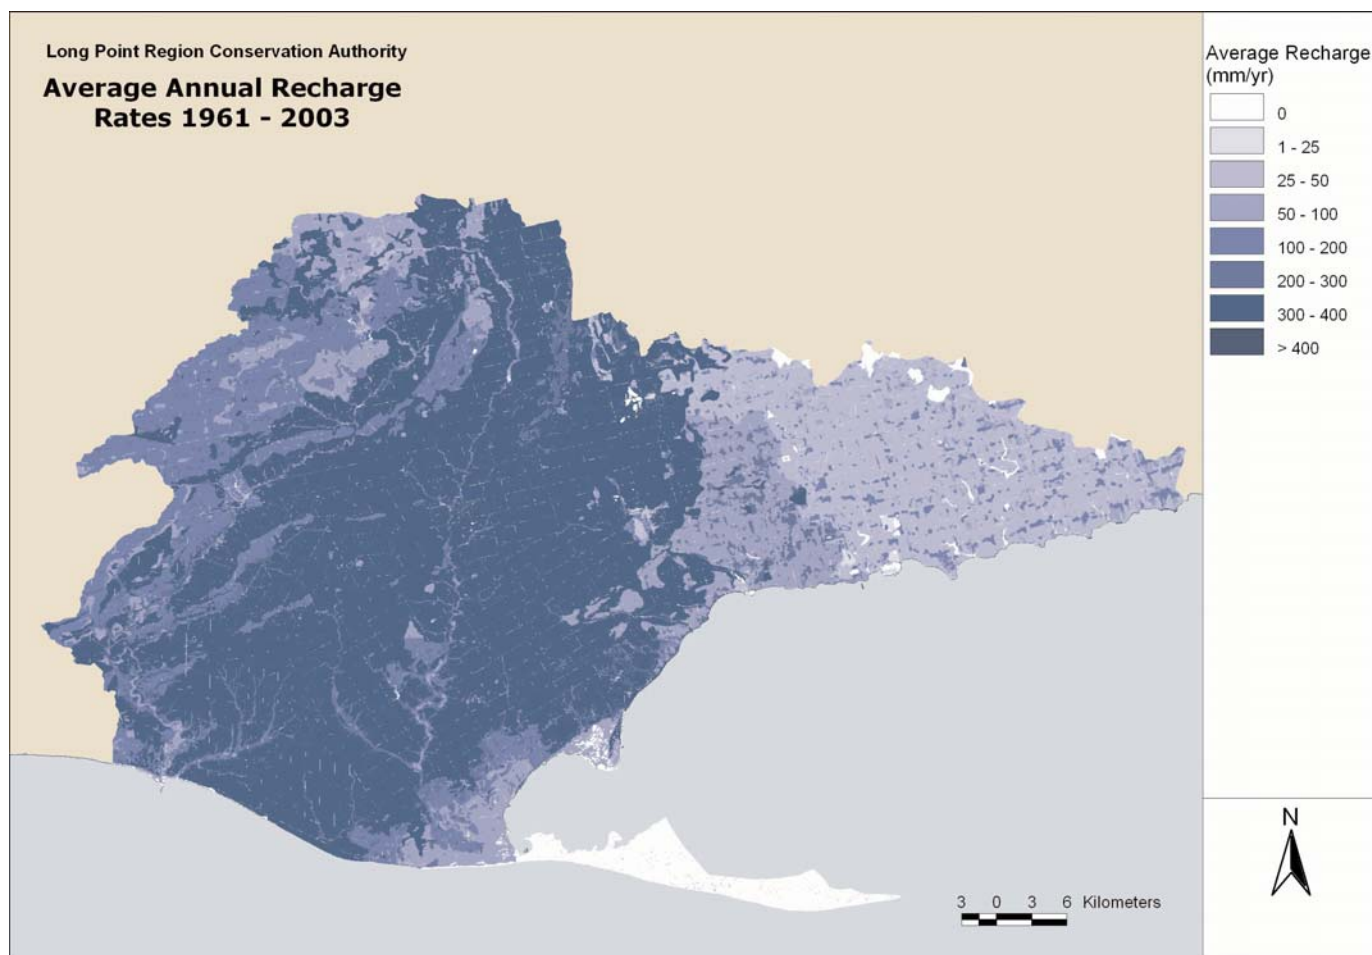 Long Point Region Conservation Authority
Average Annual Recharge
Rates 1961 - 2003
Average Recharge
(mm/yr)
0
1 - 25
25 - 50
50 - 100
100 - 200
200 - 300
300 - 400
> 400
N
3 0 3 6 Kilometers